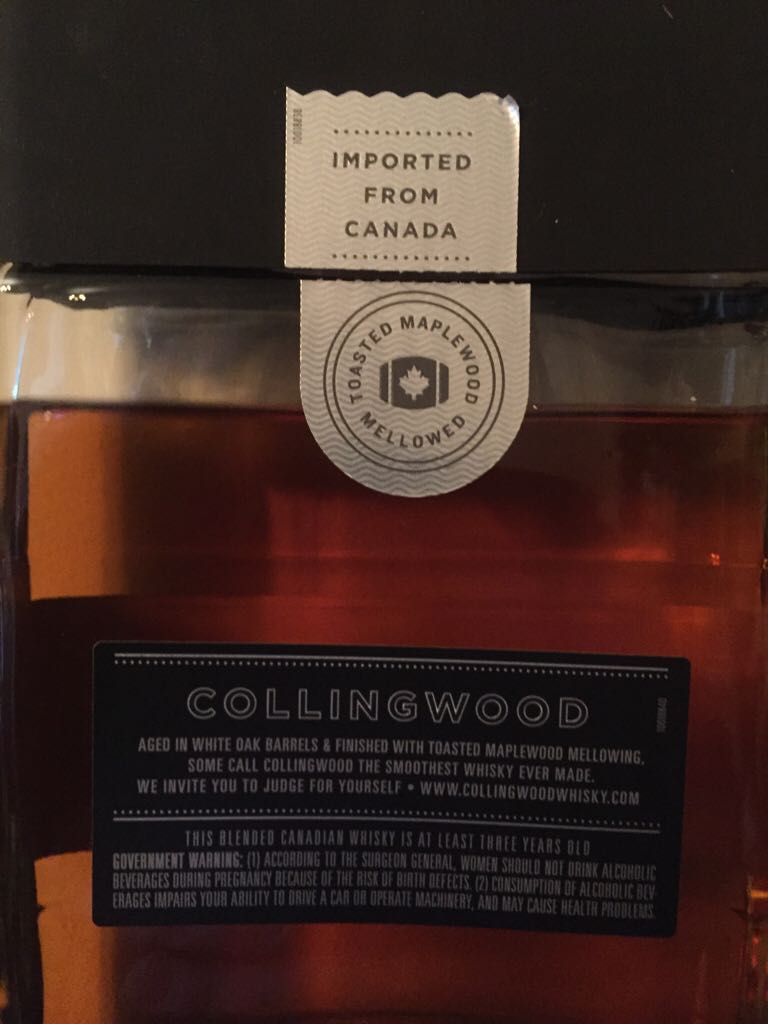 IMPORTED
FROM
CANADA
TOASTED MAPLEWOOD
MELLOWED
COLLINGWOOD
AGED IN WHITE OAK BARRELS & FINISHED WITH TOASTED MAPLEWOOD MELLOWING.
SOME CALL COLLINGWOOD THE SMOOTHEST WHISKY EVER MADE.
WE INVITE YOU TO JUDGE FOR YOURSELF • WWW.COLLINGWOODWHISKY.COM
THIS BLENDED CANADIAN WHISKY IS AT LEAST THREE YEARS OLD
GOVERNMENT WARNING: (1) ACCORDING TO THE SURGEON GENERAL, WOMEN SHOULD NOT DRINK ALCOHOLIC
BEVERAGES DURING PREGNANCY BECAUSE OF THE RISK OF BIRTH DEFECTS. (2) CONSUMPTION OF ALCOHOLIC BEV-
ERAGES IMPAIRS YOUR ABILITY TO DRIVE A CAR OR OPERATE MACHINERY, AND MAY CAUSE HEALTH PROBLEMS.